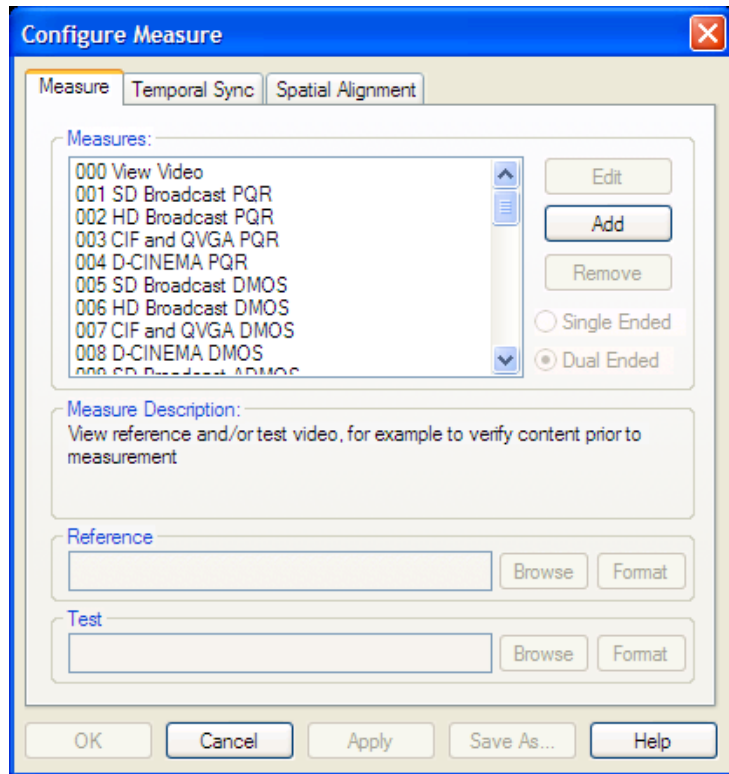 Configure Measure
Measure Temporal Sync Spatial Alignment
Measures:
000 View Video
001 SD Broadcast PQR
002 HD Broadcast PQR
003 CIF and QVGA PQR
004 D-CINEMA PQR
005 SD Broadcast DMOS
006 HD Broadcast DMOS
007 CIF and QVGA DMOS
008 D-CINEMA DMOS
009 SD Broadcast ADMOS
Edit
Add
Remove
Single Ended
Dual Ended
Measure Description:
View reference and/or test video, for example to verify content prior to
measurement
Reference
Browse Format
Test
Browse Format
OK Cancel Apply Save As... Help